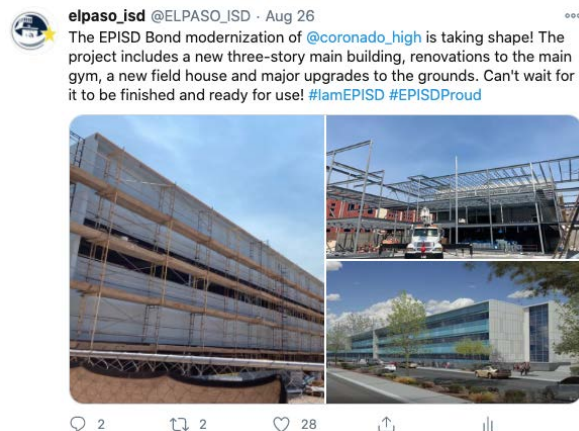 elpaso_isd @ELPASO_ISD · Aug 26
The EPISD Bond modernization of @coronado_high is taking shape! The
project includes a new three-story main building, renovations to the main
gym, a new field house and major upgrades to the grounds. Can't wait for
it to be finished and ready for use! #IamEPISD #EPISDProud
2 2 28